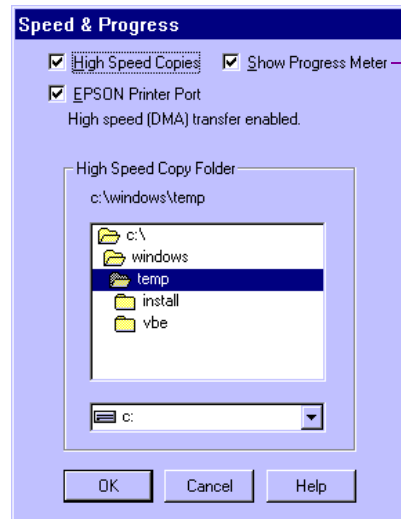 Speed & Progress
High Speed Copies Show Progress Meter
EPSON Printer Port
High speed (DMA) transfer enabled.
High Speed Copy Folder
c:\windows\temp
c:\
windows
temp
install
vbe
c:
OK Cancel Help